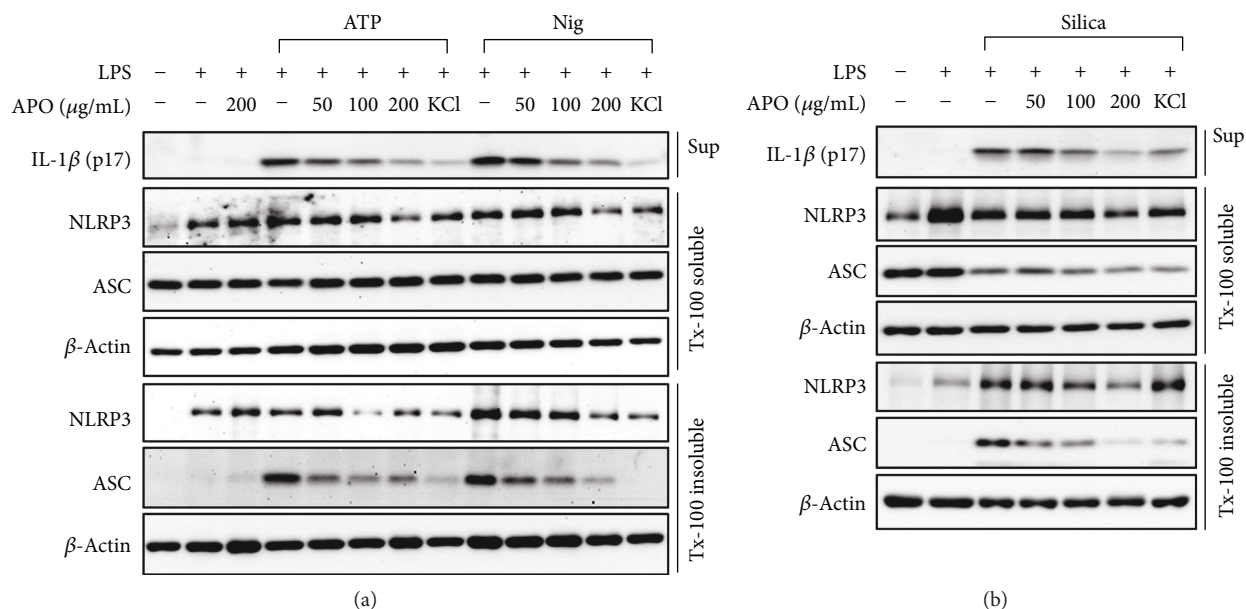 ATP Nig
LPS − + + + + + + + + + + + +
APO (μg/mL) − − 200 − 50 100 200 KCl − 50 100 200 KCl
IL-1β (p17) Sup
NLRP3
ASC
β-Actin
Tx-100 soluble
NLRP3
ASC
β-Actin
Tx-100 insoluble
(a)
Silica
LPS − + + + + + +
APO (μg/mL) − − − 50 100 200 KCl
IL-1β (p17) Sup
NLRP3
ASC
β-Actin
Tx-100 soluble
NLRP3
ASC
β-Actin
Tx-100 insoluble
(b)